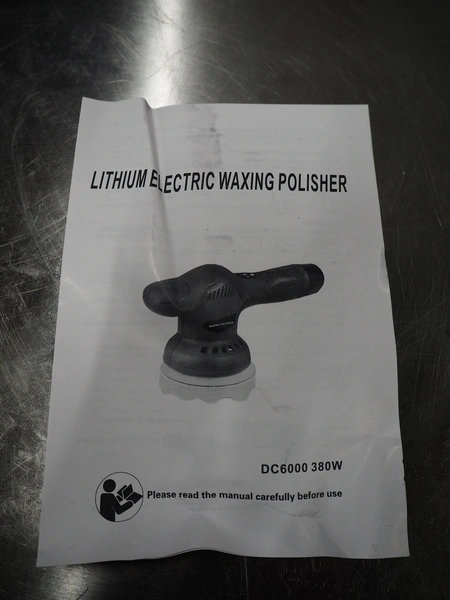 LITHIUM ELECTRIC WAXING POLISHER
DC6000 380W
Please read the manual carefully before use